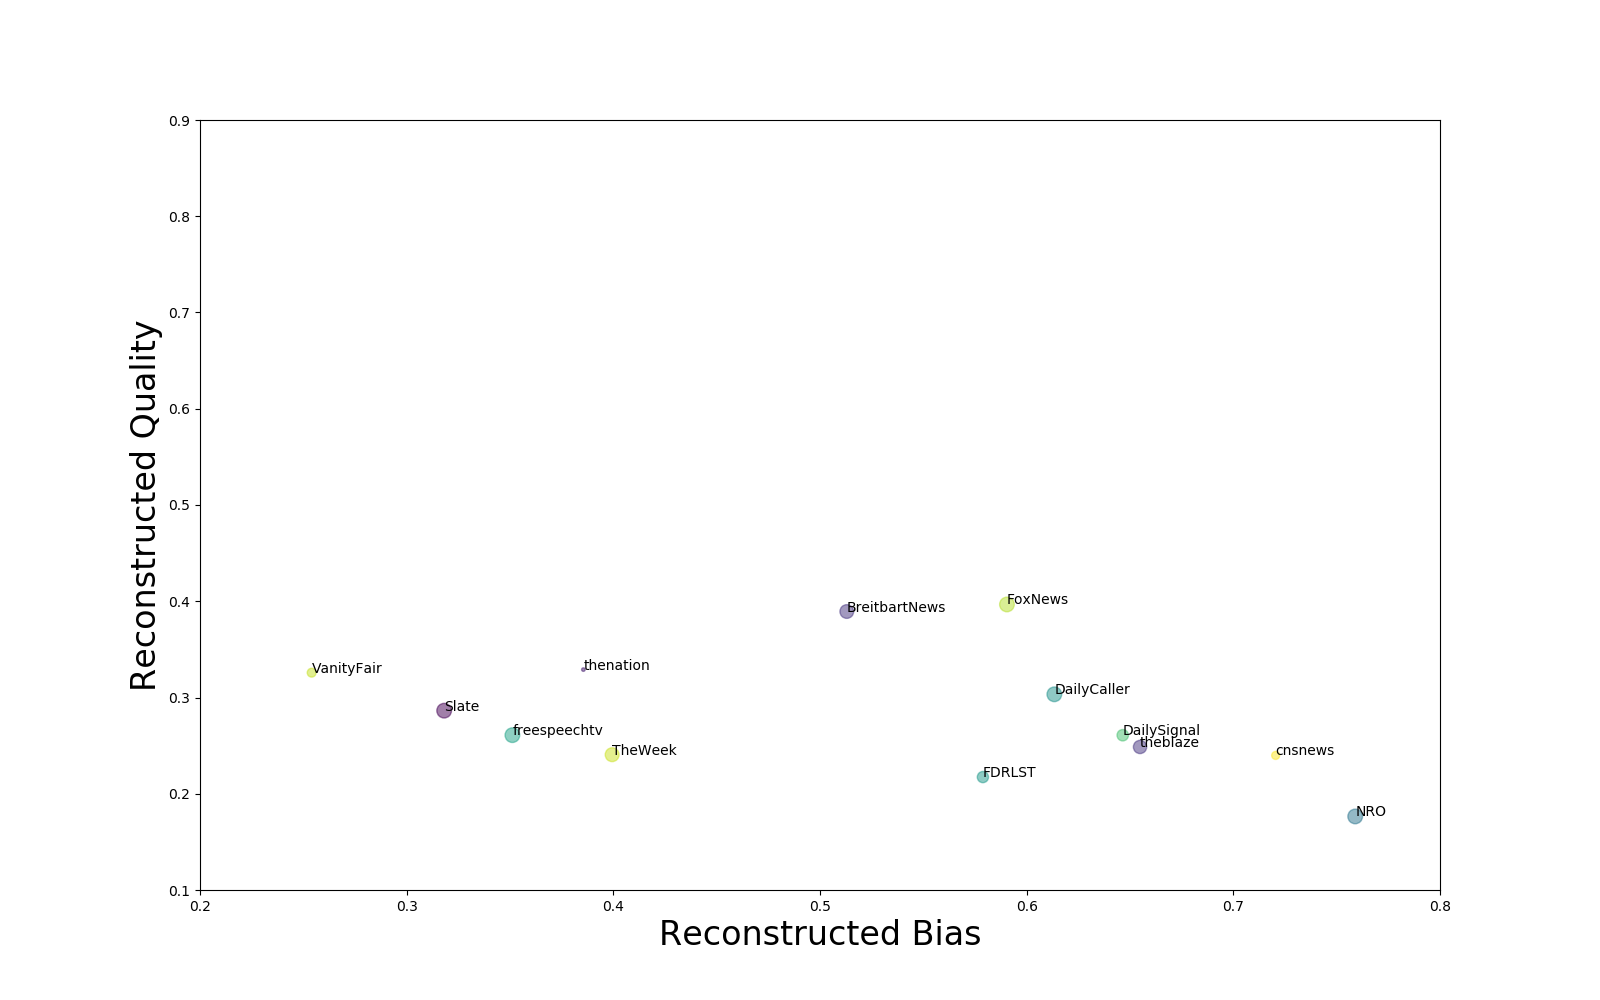 0.9
0.8
0.7
0.6
0.5
0.4
0.3
0.2
0.1
Reconstructed Quality
BreitbartNews
FoxNews
VanityFair
thenation
Slate
DailyCaller
freespeechtv
DailySignal
theblaze
TheWeek
cnsnews
FDRLST
NRO
0.2 0.3 0.4 0.5 0.6 0.7 0.8
Reconstructed Bias